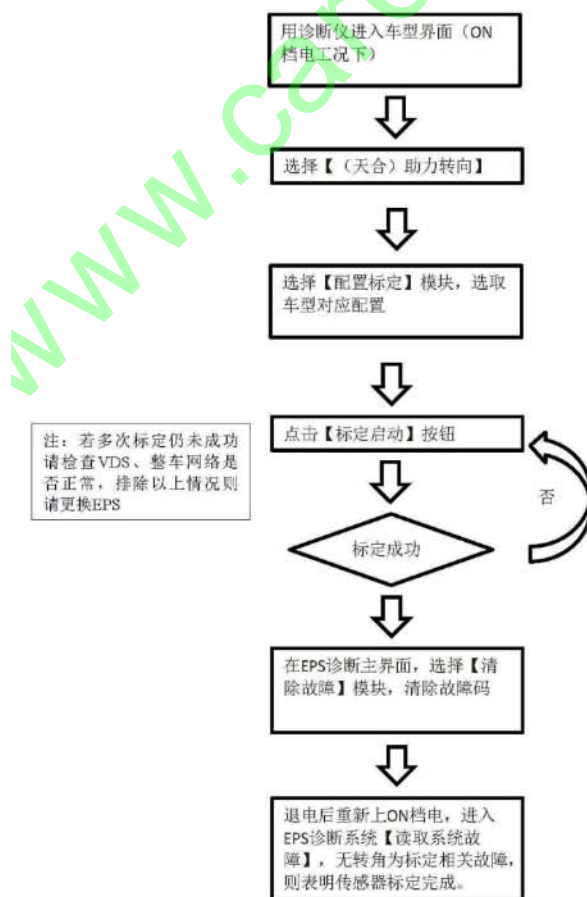 用诊断仪进入车型界面（ON
档电工况下）
选择【（天合）助力转向】
选择【配置标定】模块，选取
车型对应配置
点击【标定启动】按钮
注：若多次标定仍未成功
请检查VDS、整车网络是
否正常，排除以上情况则
请更换EPS
否
标定成功
在EPS诊断主界面，选择【清
除故障】模块，清除故障码
退电后重新上ON档电，进入
EPS诊断系统【读取系统故
障】，无转角为标定相关故障，
则表明传感器标定完成。
www.car